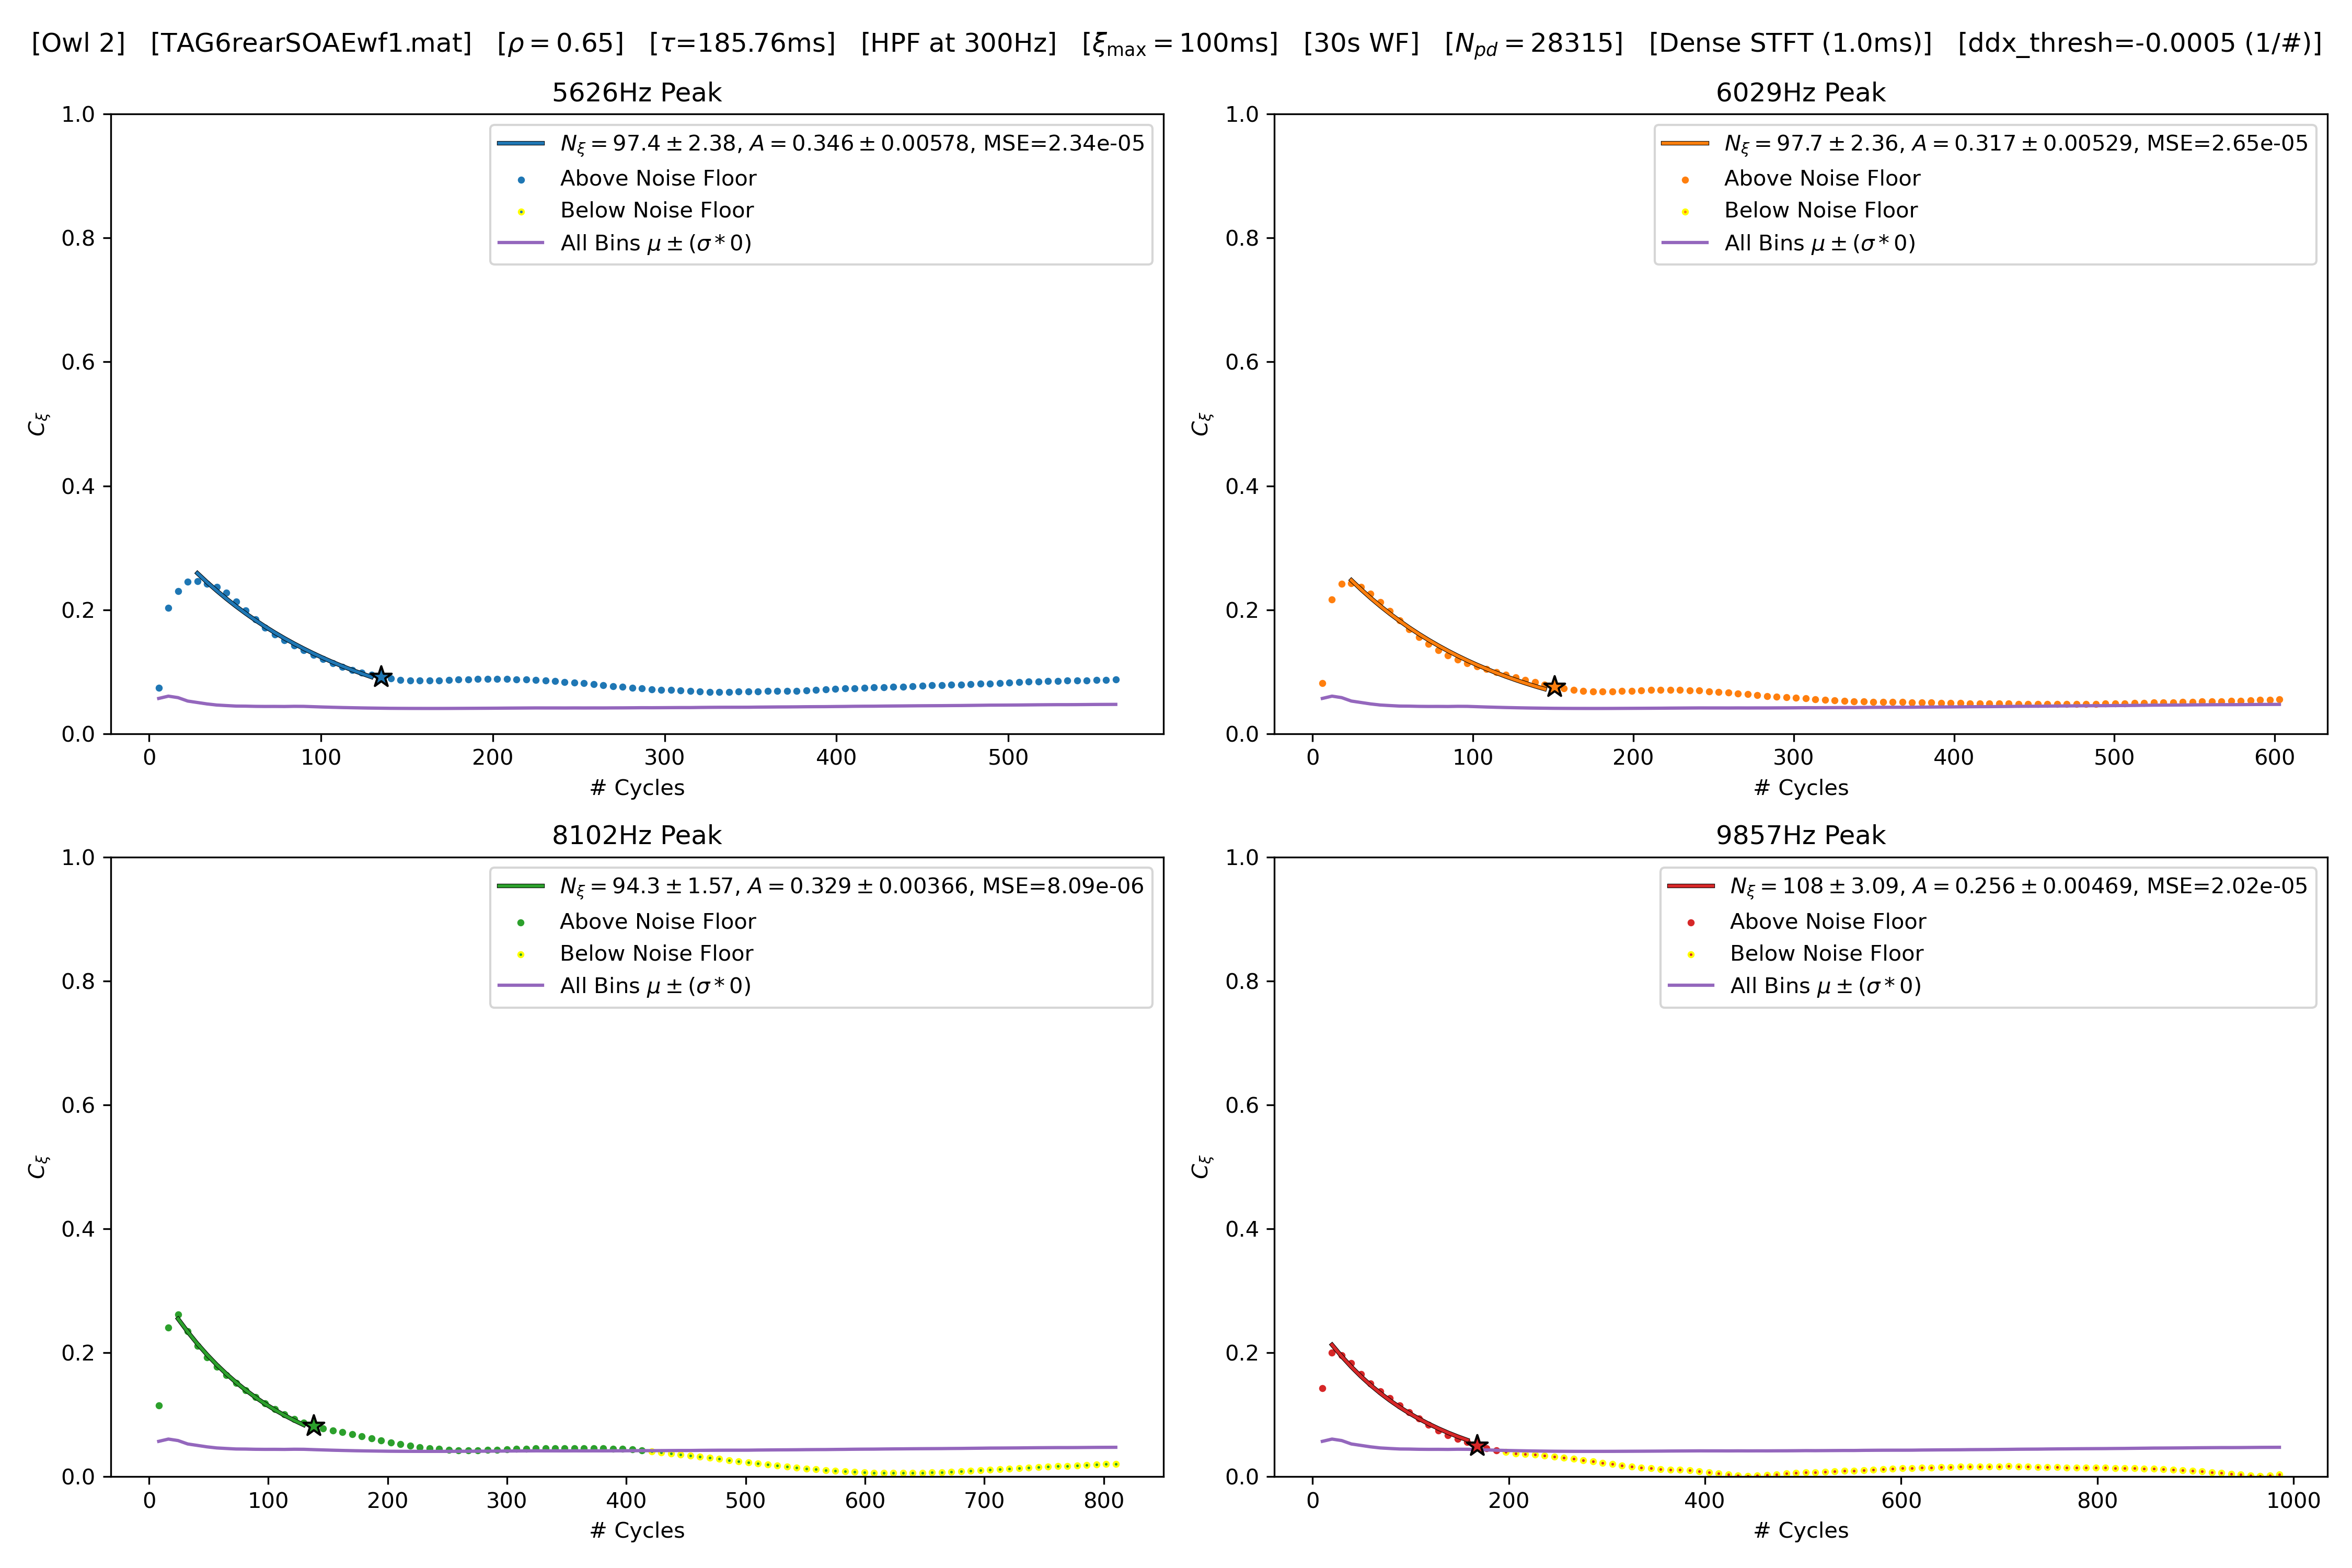 [Owl 2] [TAG6rearSOAEwf1.mat] [ρ = 0.65] [τ=185.76ms] [HPF at 300Hz] [ξmax = 100ms] [30s WF] [Npd = 28315] [Dense STFT (1.0ms)] [ddx_thresh=-0.0005 (1/#)]
5626Hz Peak
Nξ = 97.4 ± 2.38, A = 0.346 ± 0.00578, MSE=2.34e-05
Above Noise Floor
Below Noise Floor
All Bins μ ± (σ * 0)
1.0
0.8
0.6
0.4
0.2
0.0
Cξ
0 100 200 300 400 500
# Cycles
6029Hz Peak
Nξ = 97.7 ± 2.36, A = 0.317 ± 0.00529, MSE=2.65e-05
Above Noise Floor
Below Noise Floor
All Bins μ ± (σ * 0)
1.0
0.8
0.6
0.4
0.2
0.0
Cξ
0 100 200 300 400 500 600
# Cycles
8102Hz Peak
Nξ = 94.3 ± 1.57, A = 0.329 ± 0.00366, MSE=8.09e-06
Above Noise Floor
Below Noise Floor
All Bins μ ± (σ * 0)
1.0
0.8
0.6
0.4
0.2
0.0
Cξ
0 100 200 300 400 500 600 700 800
# Cycles
9857Hz Peak
Nξ = 108 ± 3.09, A = 0.256 ± 0.00469, MSE=2.02e-05
Above Noise Floor
Below Noise Floor
All Bins μ ± (σ * 0)
1.0
0.8
0.6
0.4
0.2
0.0
Cξ
0 200 400 600 800 1000
# Cycles